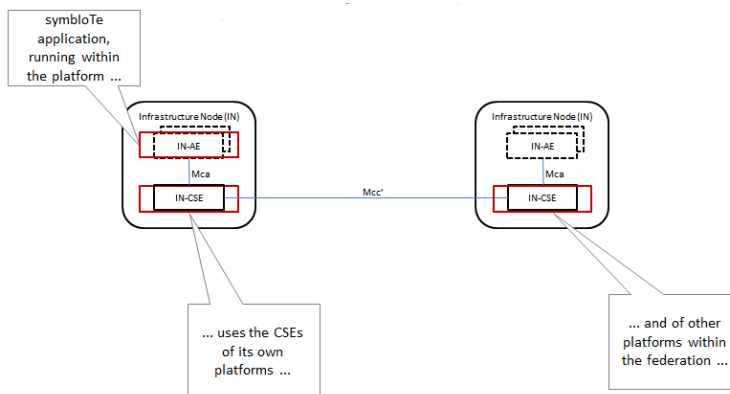 symbIoTe
application,
running within
the platform ...
Infrastructure Node (IN)
IN-AE
Mca
IN-CSE
Mcc'
Infrastructure Node (IN)
IN-AE
Mca
IN-CSE
... uses the CSEs
of its own
platforms ...
... and of other
platforms within
the federation ...